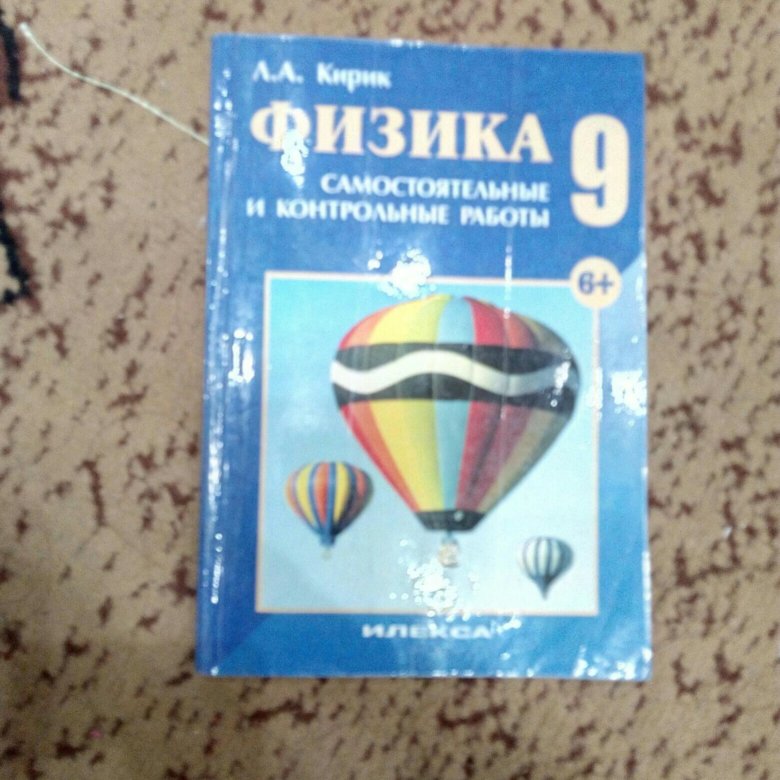 Л.А. Кирик
ФИЗИКА 9
САМОСТОЯТЕЛЬНЫЕ
И КОНТРОЛЬНЫЕ РАБОТЫ
6+
ИЛЕКСА